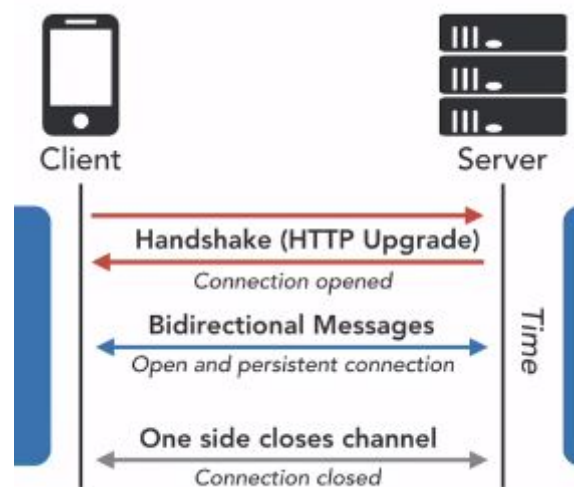 Client
Server
Handshake (HTTP Upgrade)
Connection opened
Bidirectional Messages
Open and persistent connection
Time
One side closes channel
Connection closed